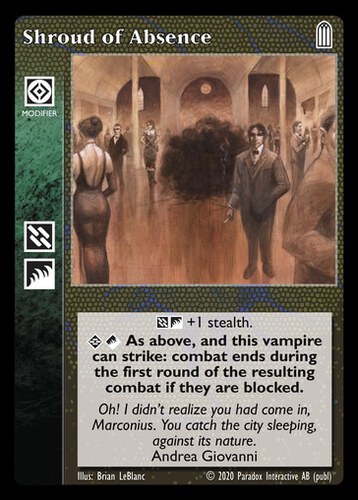 Shroud of Absence
MODIFIER
+1 stealth.
As above, and this vampire
can strike: combat ends during
the first round of the resulting
combat if they are blocked.
Oh! I didn't realize you had come in,
Marconius. You catch the city sleeping,
against its nature.
Andrea Giovanni
Illus: Brian LeBlanc © 2020 Paradox Interactive AB (publ)